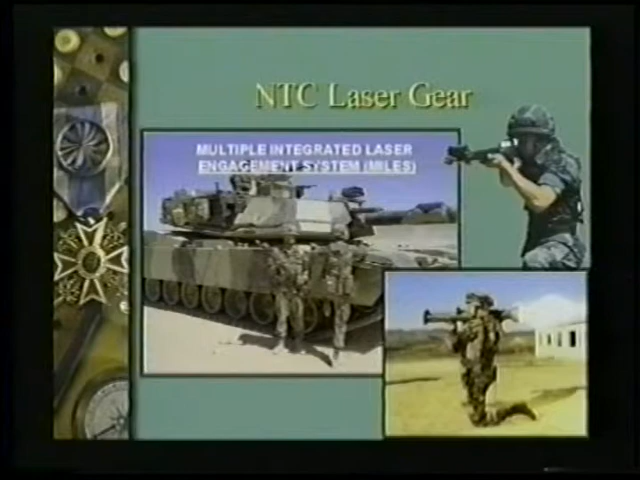 NTC Laser Gear
MULTIPLE INTEGRATED LASER
ENGAGEMENT SYSTEM (MILES)